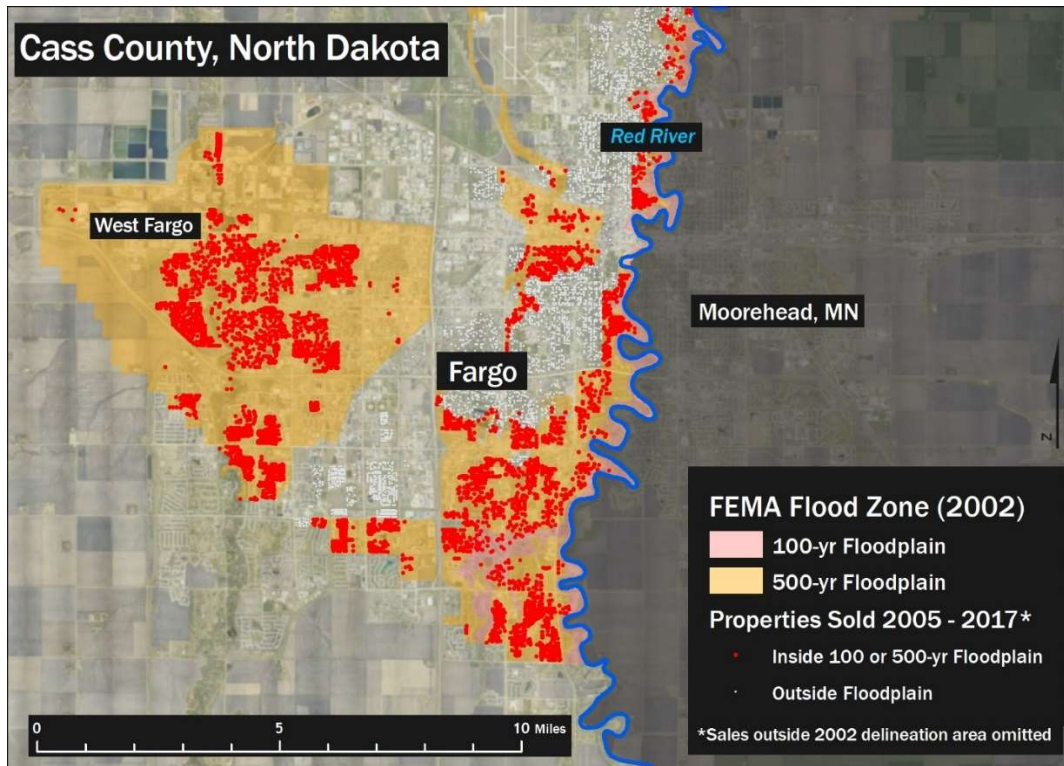 Cass County, North Dakota
Red River
West Fargo
Moorehead, MN
Fargo
N
FEMA Flood Zone (2002)
100-yr Floodplain
500-yr Floodplain
Properties Sold 2005 - 2017*
Inside 100 or 500-yr Floodplain
Outside Floodplain
*Sales outside 2002 delineation area omitted
0 5 10 Miles